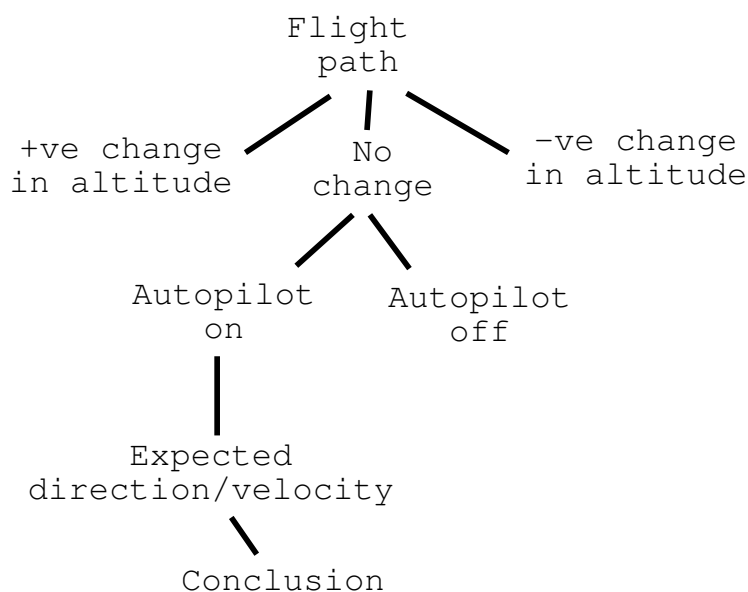 Flight
path
+ve change
in altitude
No
change
-ve change
in altitude
Autopilot
on
Autopilot
off
Expected
direction/velocity
Conclusion